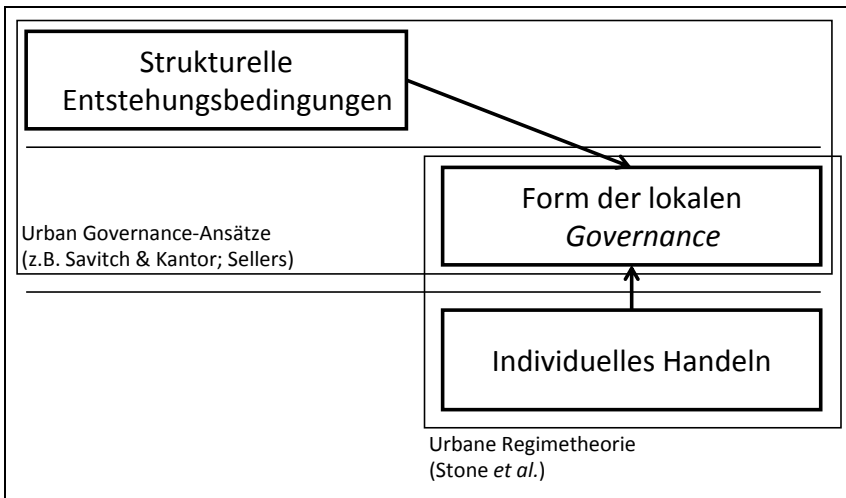 Strukturelle
Entstehungsbedingungen
Form der lokalen
Governance
Urban Governance-Ansätze
(z.B. Savitch & Kantor; Sellers)
Individuelles Handeln
Urbane Regimetheorie
(Stone et al.)